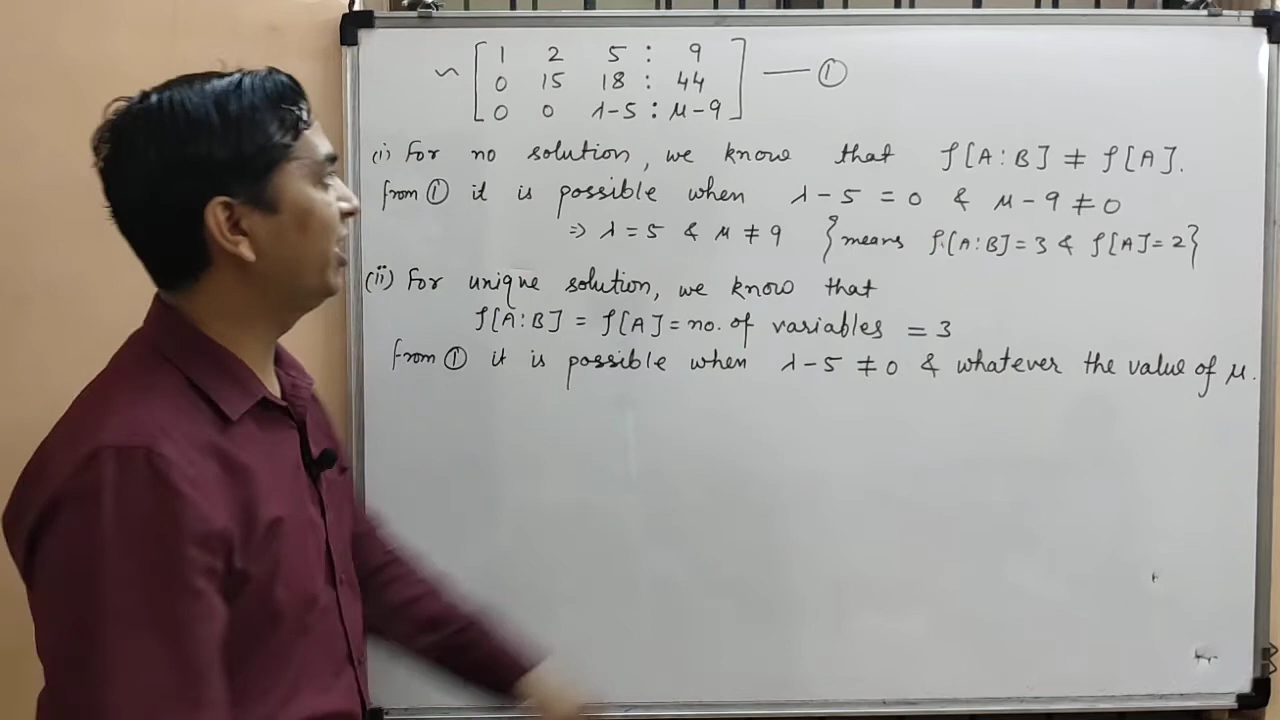 ~ [ 1 2 5 : 9
0 15 18 : 44
0 0 λ-5 : μ-9 ] — ①
(i) For no solution, we know that ρ[A:B] ≠ ρ[A].
from ① it is possible when λ-5 = 0 & μ-9 ≠ 0
⇒ λ = 5 & μ ≠ 9 {means ρ[A:B]=3 & ρ[A]=2}
(ii) For unique solution, we know that
ρ[A:B] = ρ[A] = no. of variables = 3
from ① it is possible when λ-5 ≠ 0 & whatever the value of μ.